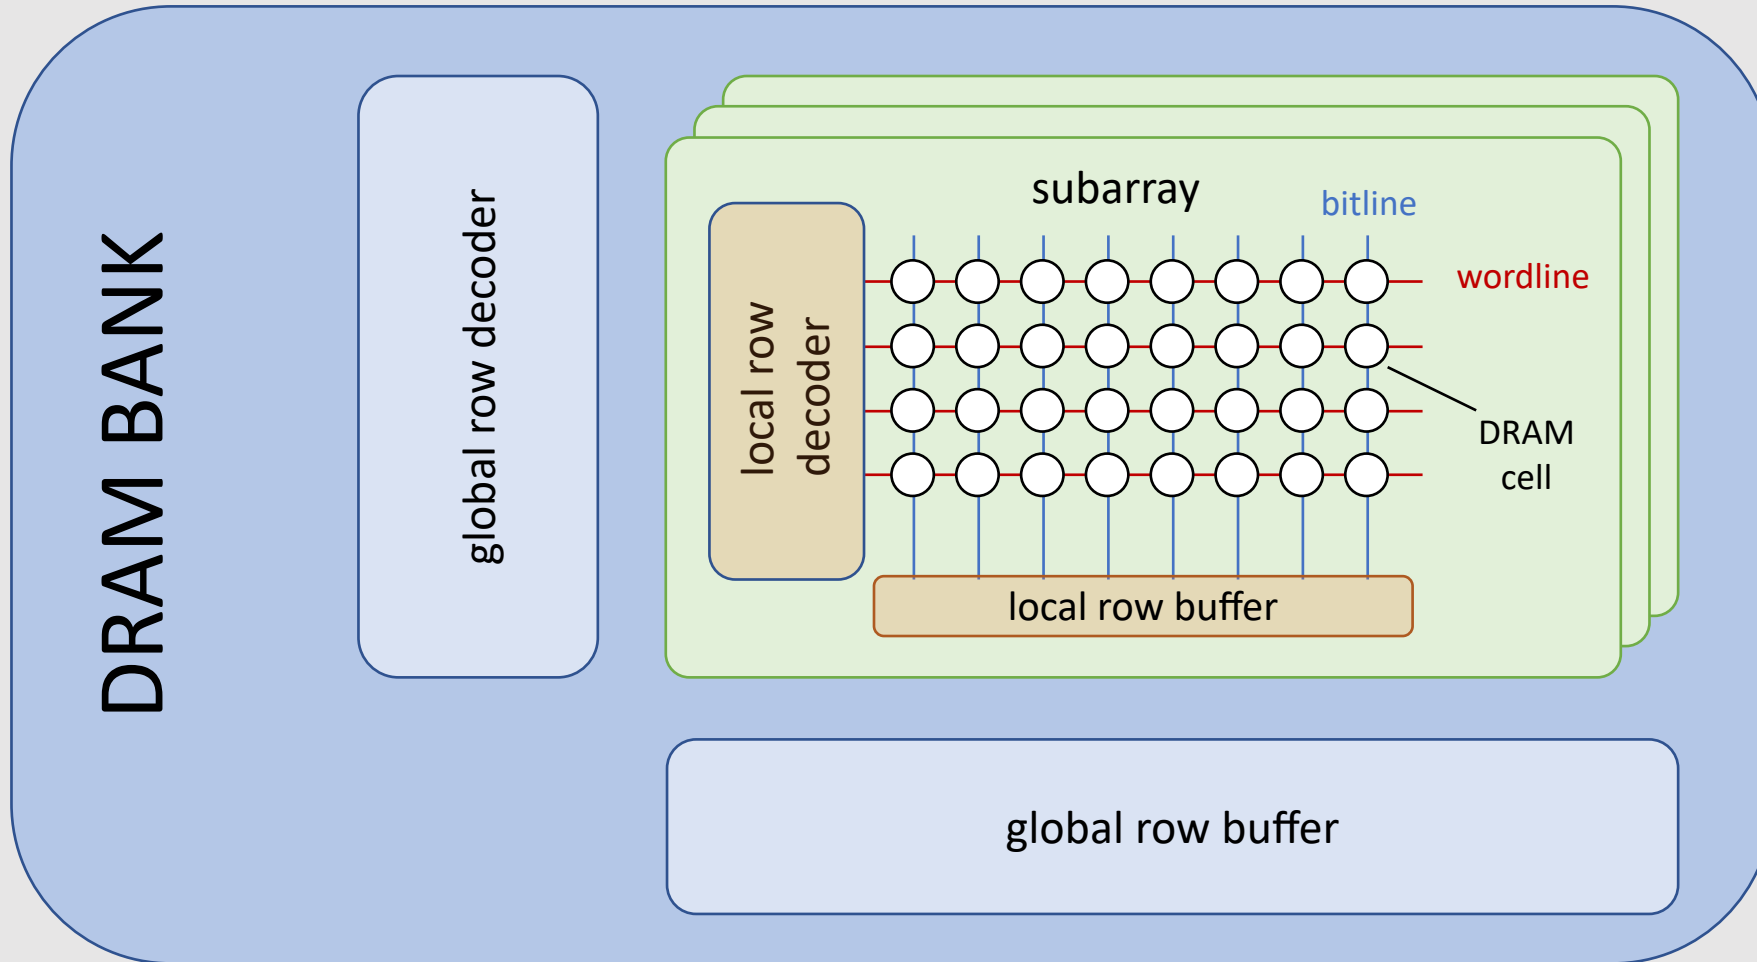 DRAM BANK
global row decoder
subarray
bitline
wordline
local row
decoder
DRAM
cell
local row buffer
global row buffer